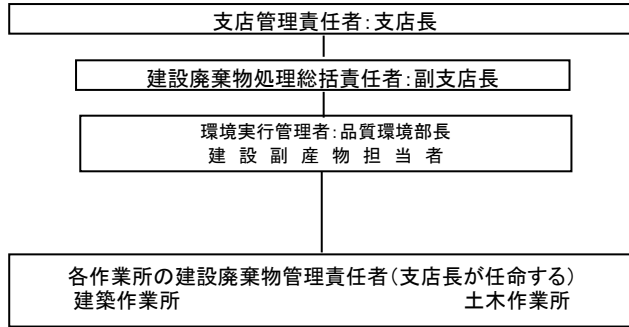 支店管理責任者：支店長
建設廃棄物処理総括責任者：副支店長
環境実行管理者：品質環境部長
建 設 副 産 物 担 当 者
各作業所の建設廃棄物管理責任者（支店長が任命する）
建築作業所 土木作業所